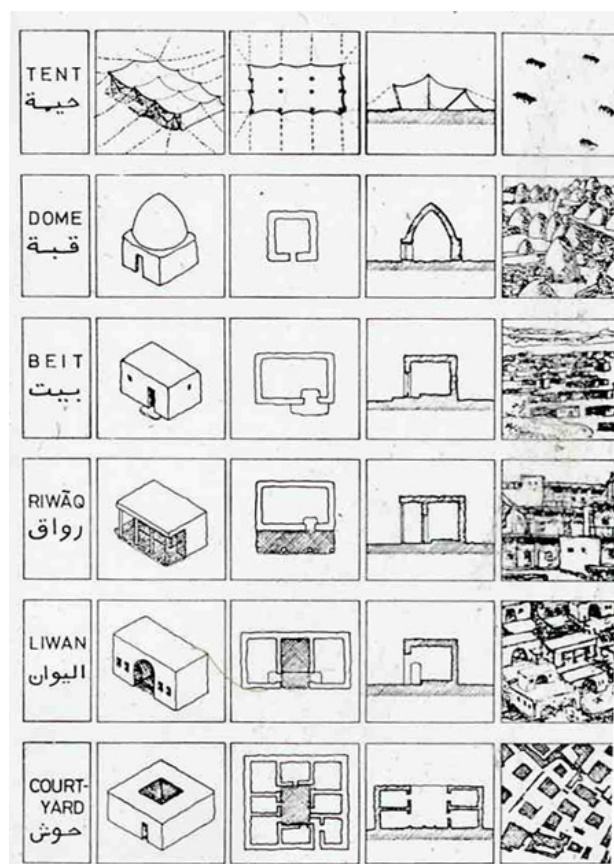 TENT
خيمة
DOME
قبة
BEIT
بيت
RIWĀQ
رواق
LIWAN
اليوان
COURT-
YARD
حوش